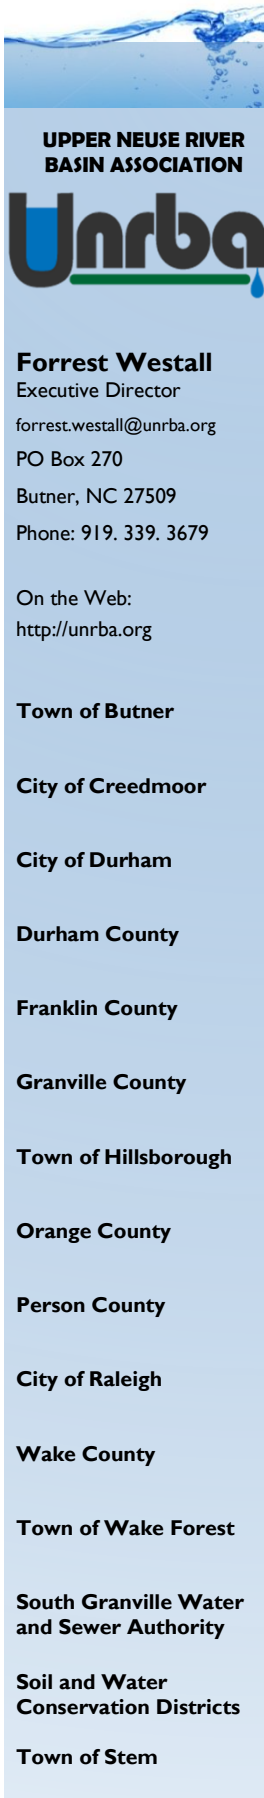 UPPER NEUSE RIVER
BASIN ASSOCIATION
Unrba
Forrest Westall
Executive Director
forrest.westall@unrba.org
PO Box 270
Butner, NC 27509
Phone: 919. 339. 3679
On the Web:
http://unrba.org
Town of Butner
City of Creedmoor
City of Durham
Durham County
Franklin County
Granville County
Town of Hillsborough
Orange County
Person County
City of Raleigh
Wake County
Town of Wake Forest
South Granville Water
and Sewer Authority
Soil and Water
Conservation Districts
Town of Stem